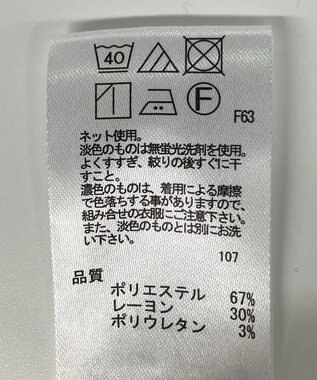 40
F
F63
ネット使用。
淡色のものは無蛍光洗剤を使用。
よくすすぎ、絞りの後すぐに干
すこと。
濃色のものは、着用による摩擦
で色落ちする事がありますので、
組み合せの衣服にご注意下さい。
また、淡色のものとは別にお洗
い下さい。
107
品質
ポリエステル 67%
レーヨン 30%
ポリウレタン 3%